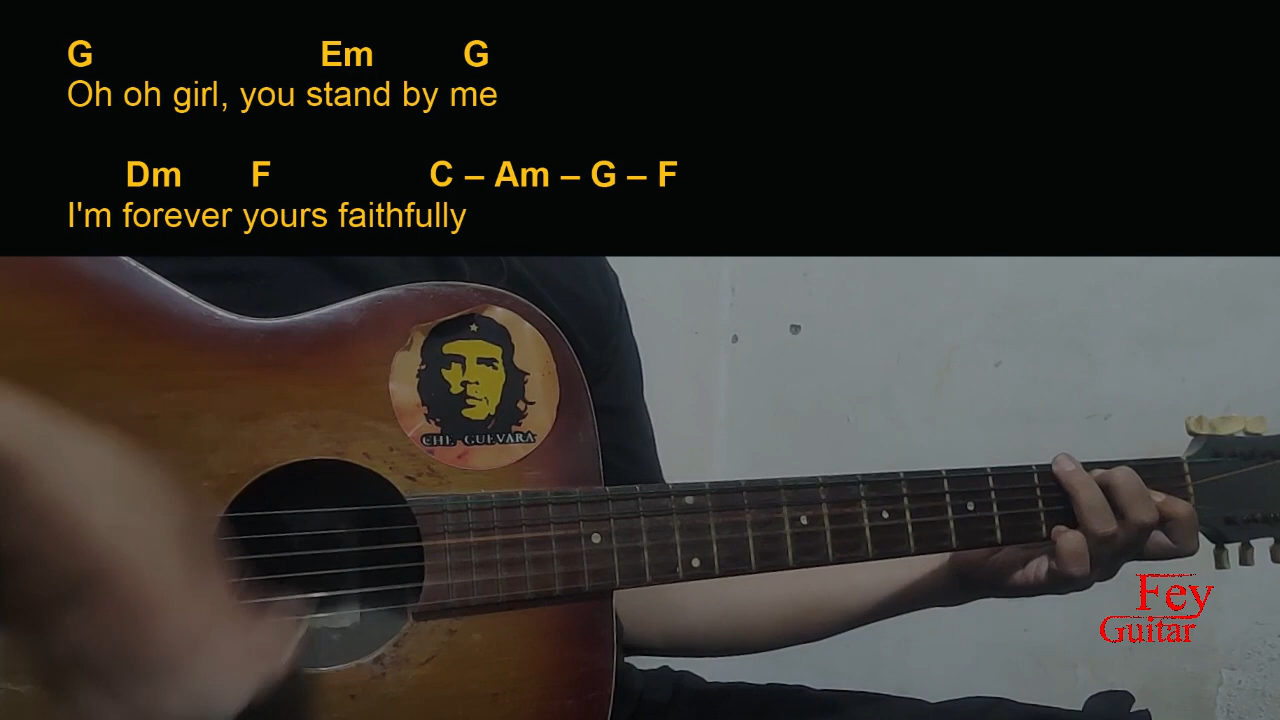 G Em G
Oh oh girl, you stand by me
Dm F C – Am – G – F
I'm forever yours faithfully
CHE GUEVARA
Fey
Guitar